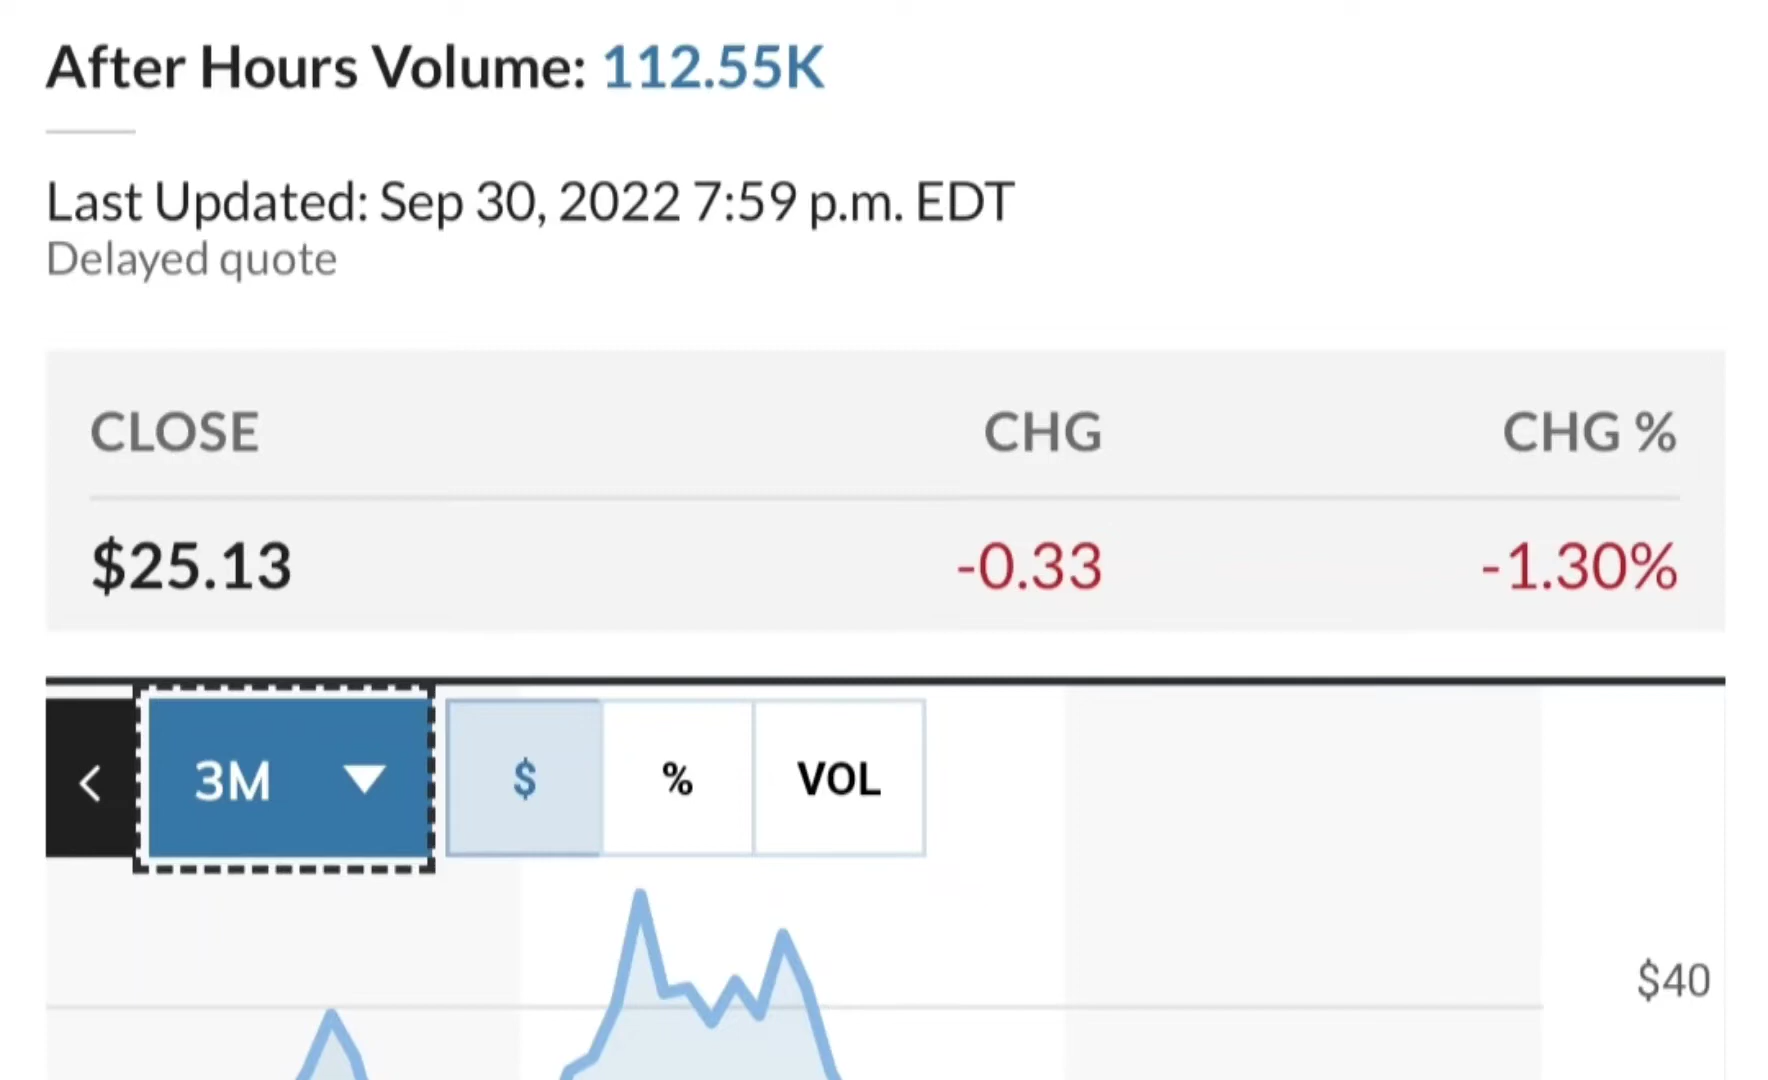 After Hours Volume: 112.55K
Last Updated: Sep 30, 2022 7:59 p.m. EDT
Delayed quote
CLOSE CHG CHG %
$25.13 -0.33 -1.30%
3M $ % VOL
$40